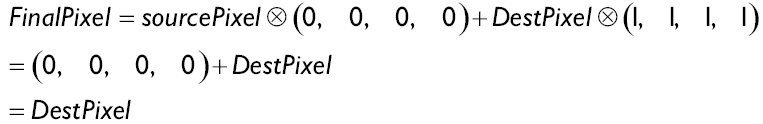 FinalPixel = sourcePixel ⊗ (0, 0, 0, 0) + DestPixel ⊗ (1, 1, 1, 1)
= (0, 0, 0, 0) + DestPixel
= DestPixel